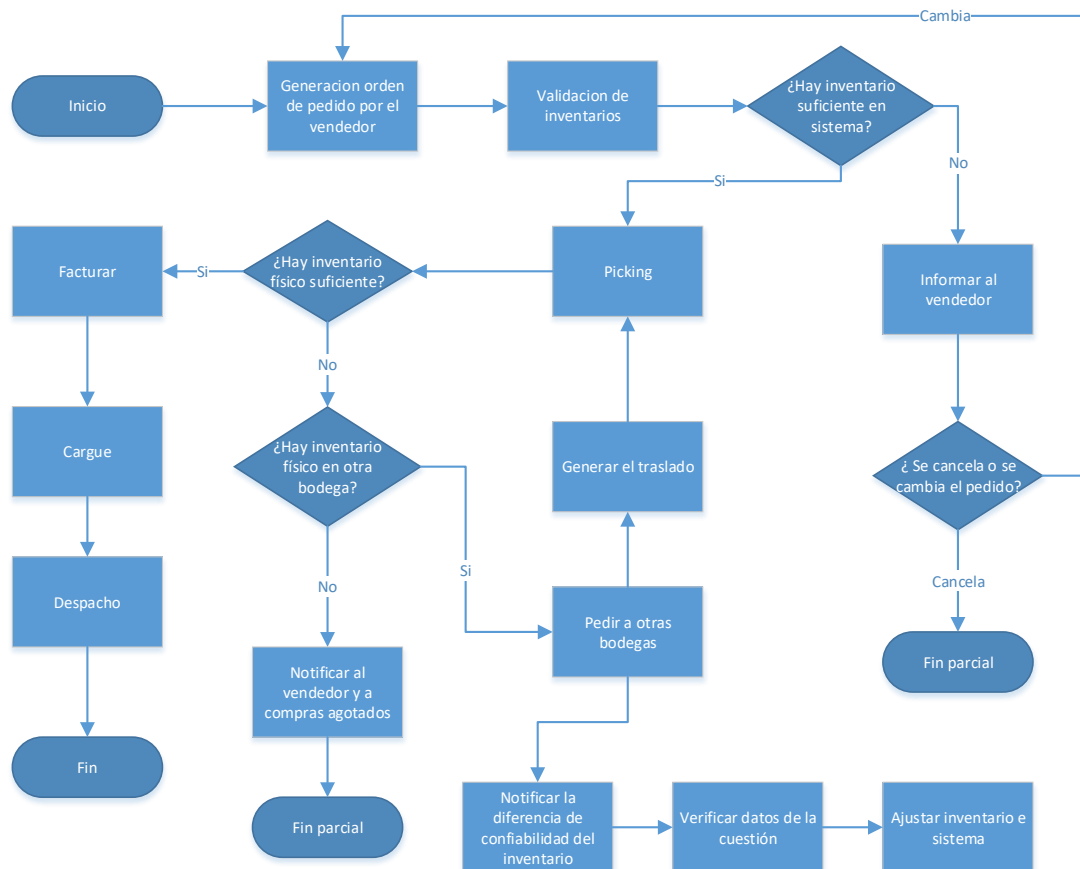 Cambia
Inicio
Generacion orden
de pedido por el
vendedor
Validacion de
inventarios
¿Hay inventario
suficiente en
sistema?
No
Si
Facturar
Si
¿Hay inventario
físico suficiente?
Picking
Informar al
vendedor
No
Cargue
¿Hay inventario
físico en otra
bodega?
Generar el traslado
¿ Se cancela o se
cambia el pedido?
No
Si
Cancela
Despacho
Pedir a otras
bodegas
Fin parcial
Notificar al
vendedor y a
compras agotados
Fin
Fin parcial
Notificar la
diferencia de
confiabilidad del
inventario
Verificar datos de la
cuestión
Ajustar inventario e
sistema